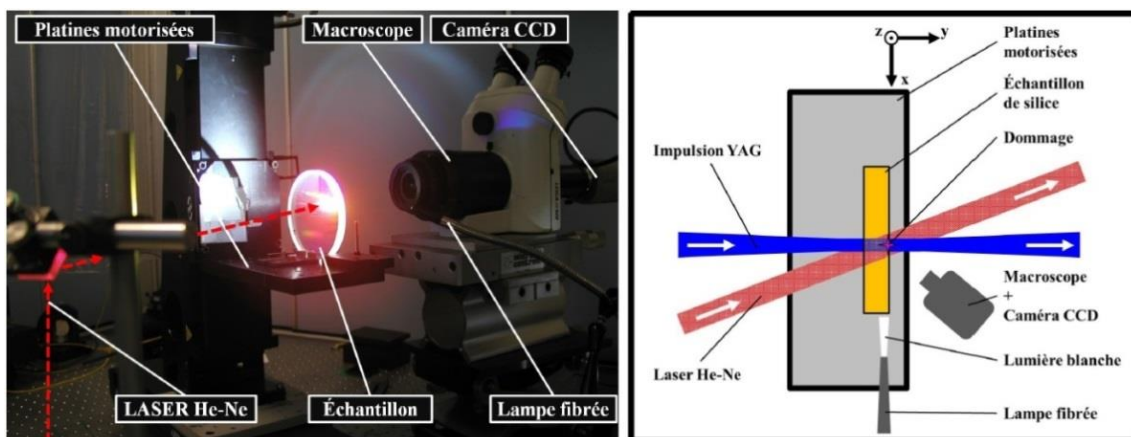 Platines motorisées
Macroscope
Caméra CCD
LASER He-Ne
Échantillon
Lampe fibrée
z
y
x
Platines
motorisées
Échantillon
de silice
Dommage
Impulsion YAG
Macroscope
+
Caméra CCD
Laser He-Ne
Lumière blanche
Lampe fibrée